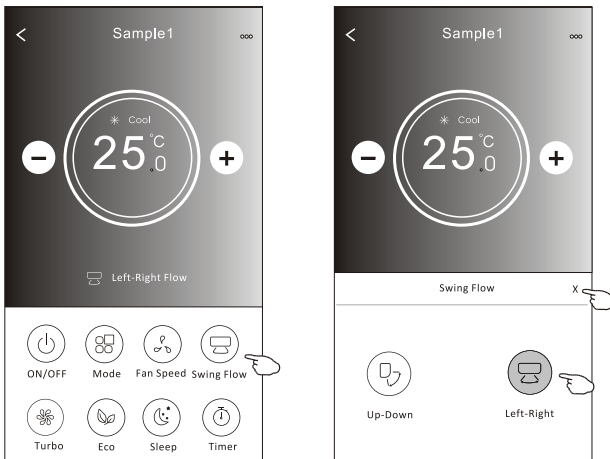 Sample1
Cool
25.0 °C
Left-Right Flow
ON/OFF Mode Fan Speed Swing Flow
Turbo Eco Sleep Timer
Sample1
Cool
25.0 °C
Swing Flow X
Up-Down Left-Right